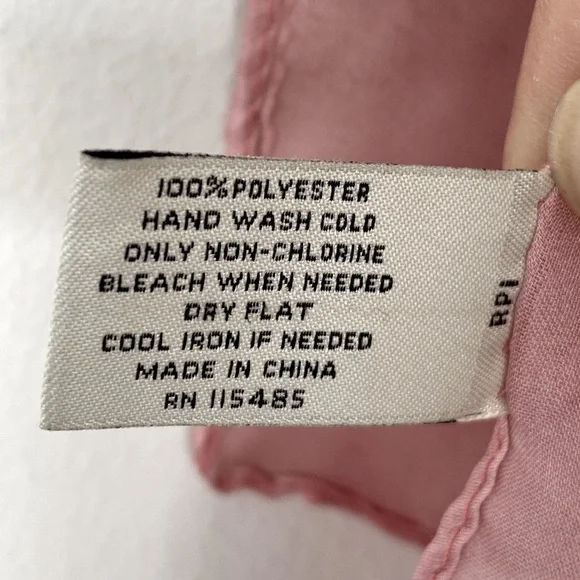 100% POLYESTER
HAND WASH COLD
ONLY NON-CHLORINE
BLEACH WHEN NEEDED
DRY FLAT
COOL IRON IF NEEDED
MADE IN CHINA
RN 115485
RPI